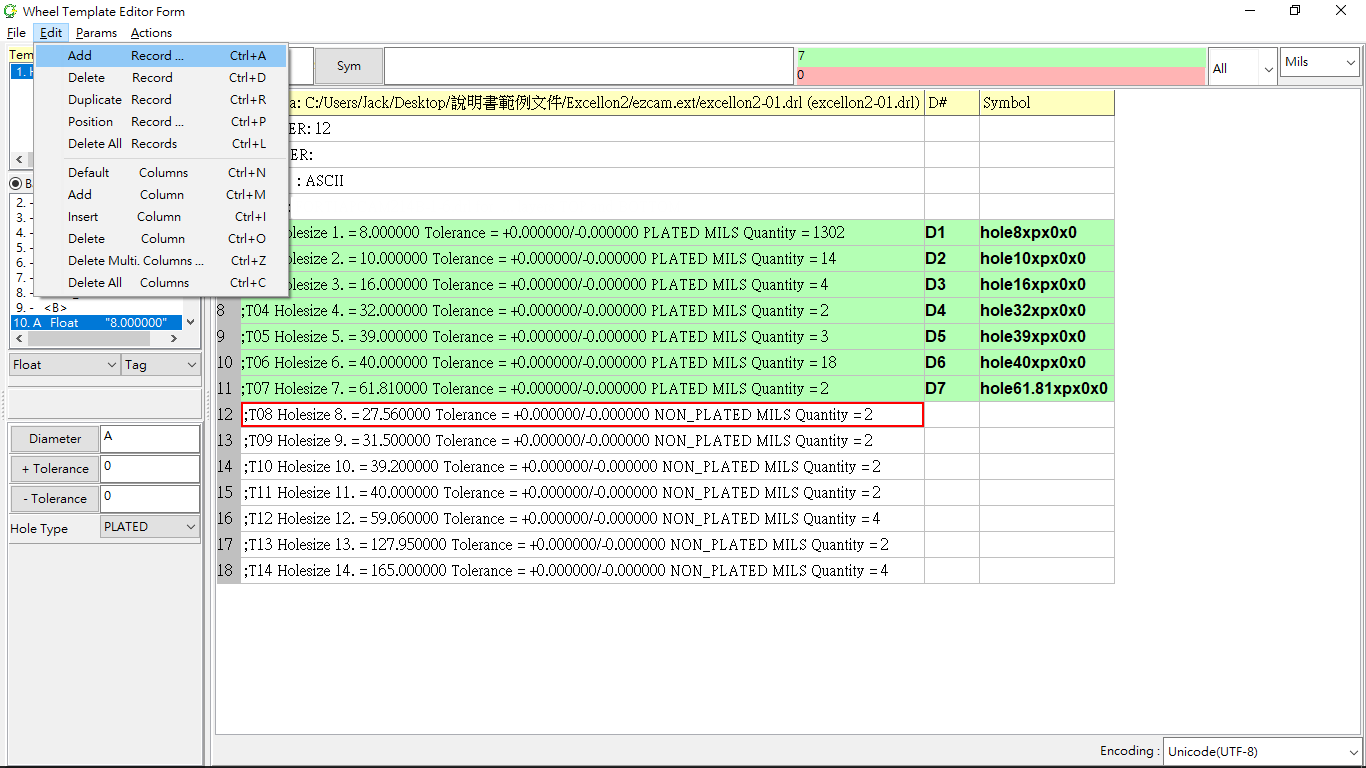 Wheel Template Editor Form
File Edit Params Actions
Tem
1. H
Add Record ... Ctrl+A
Delete Record Ctrl+D
Duplicate Record Ctrl+R
Position Record ... Ctrl+P
Delete All Records Ctrl+L
Default Columns Ctrl+N
Add Column Ctrl+M
Insert Column Ctrl+I
Delete Column Ctrl+O
Delete Multi. Columns ... Ctrl+Z
Delete All Columns Ctrl+C
Sym
7
0
All
Mils
B
2. -
3. -
4. -
5. -
6. -
7. -
8. -
9. - <B>
10. A Float "8.000000"
Float Tag
Diameter A
+ Tolerance 0
- Tolerance 0
Hole Type PLATED
a: C:/Users/Jack/Desktop/說明書範例文件/Excellon2/ezcam.ext/excellon2-01.drl (excellon2-01.drl) D# Symbol
ER: 12
ER:
: ASCII
:
olesize 1. = 8.000000 Tolerance = +0.000000/-0.000000 PLATED MILS Quantity = 1302 D1 hole8xpx0x0
olesize 2. = 10.000000 Tolerance = +0.000000/-0.000000 PLATED MILS Quantity = 14 D2 hole10xpx0x0
olesize 3. = 16.000000 Tolerance = +0.000000/-0.000000 PLATED MILS Quantity = 4 D3 hole16xpx0x0
8 ;T04 Holesize 4. = 32.000000 Tolerance = +0.000000/-0.000000 PLATED MILS Quantity = 2 D4 hole32xpx0x0
9 ;T05 Holesize 5. = 39.000000 Tolerance = +0.000000/-0.000000 PLATED MILS Quantity = 3 D5 hole39xpx0x0
10 ;T06 Holesize 6. = 40.000000 Tolerance = +0.000000/-0.000000 PLATED MILS Quantity = 18 D6 hole40xpx0x0
11 ;T07 Holesize 7. = 61.810000 Tolerance = +0.000000/-0.000000 PLATED MILS Quantity = 2 D7 hole61.81xpx0x0
12 ;T08 Holesize 8. = 27.560000 Tolerance = +0.000000/-0.000000 NON_PLATED MILS Quantity = 2
13 ;T09 Holesize 9. = 31.500000 Tolerance = +0.000000/-0.000000 NON_PLATED MILS Quantity = 2
14 ;T10 Holesize 10. = 39.200000 Tolerance = +0.000000/-0.000000 NON_PLATED MILS Quantity = 2
15 ;T11 Holesize 11. = 40.000000 Tolerance = +0.000000/-0.000000 NON_PLATED MILS Quantity = 2
16 ;T12 Holesize 12. = 59.060000 Tolerance = +0.000000/-0.000000 NON_PLATED MILS Quantity = 4
17 ;T13 Holesize 13. = 127.950000 Tolerance = +0.000000/-0.000000 NON_PLATED MILS Quantity = 2
18 ;T14 Holesize 14. = 165.000000 Tolerance = +0.000000/-0.000000 NON_PLATED MILS Quantity = 4
Encoding : Unicode(UTF-8)